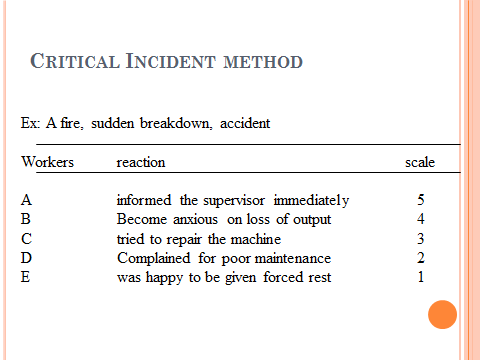 CRITICAL INCIDENT METHOD
Ex: A fire, sudden breakdown, accident
Workers reaction scale
A informed the supervisor immediately 5
B Become anxious on loss of output 4
C tried to repair the machine 3
D Complained for poor maintenance 2
E was happy to be given forced rest 1